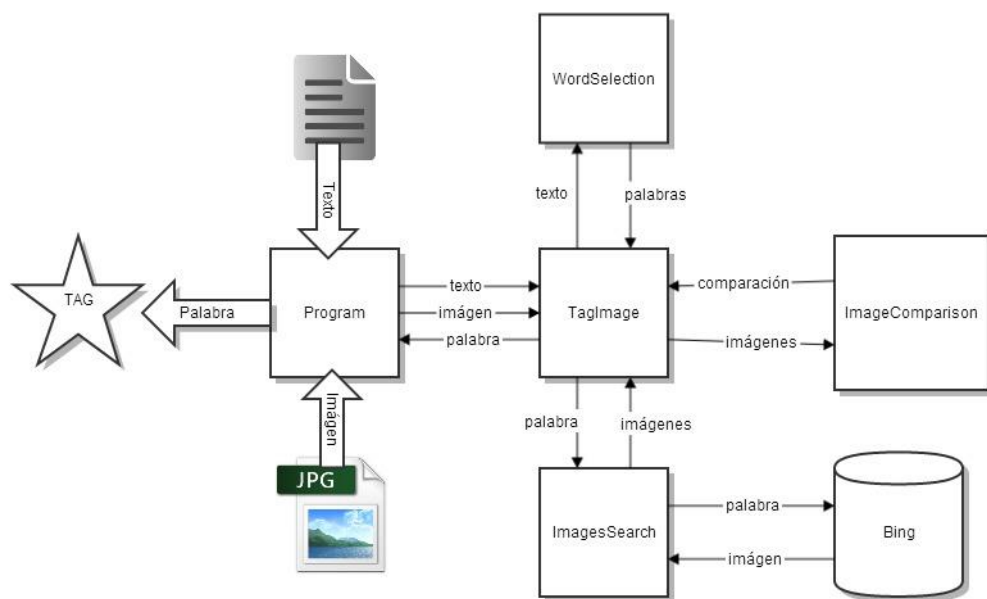 WordSelection
Texto
texto
palabras
TAG
Palabra
Program
texto
imágen
palabra
TagImage
comparación
imágenes
ImageComparison
Imágen
JPG
palabra
imágenes
ImagesSearch
palabra
imágen
Bing